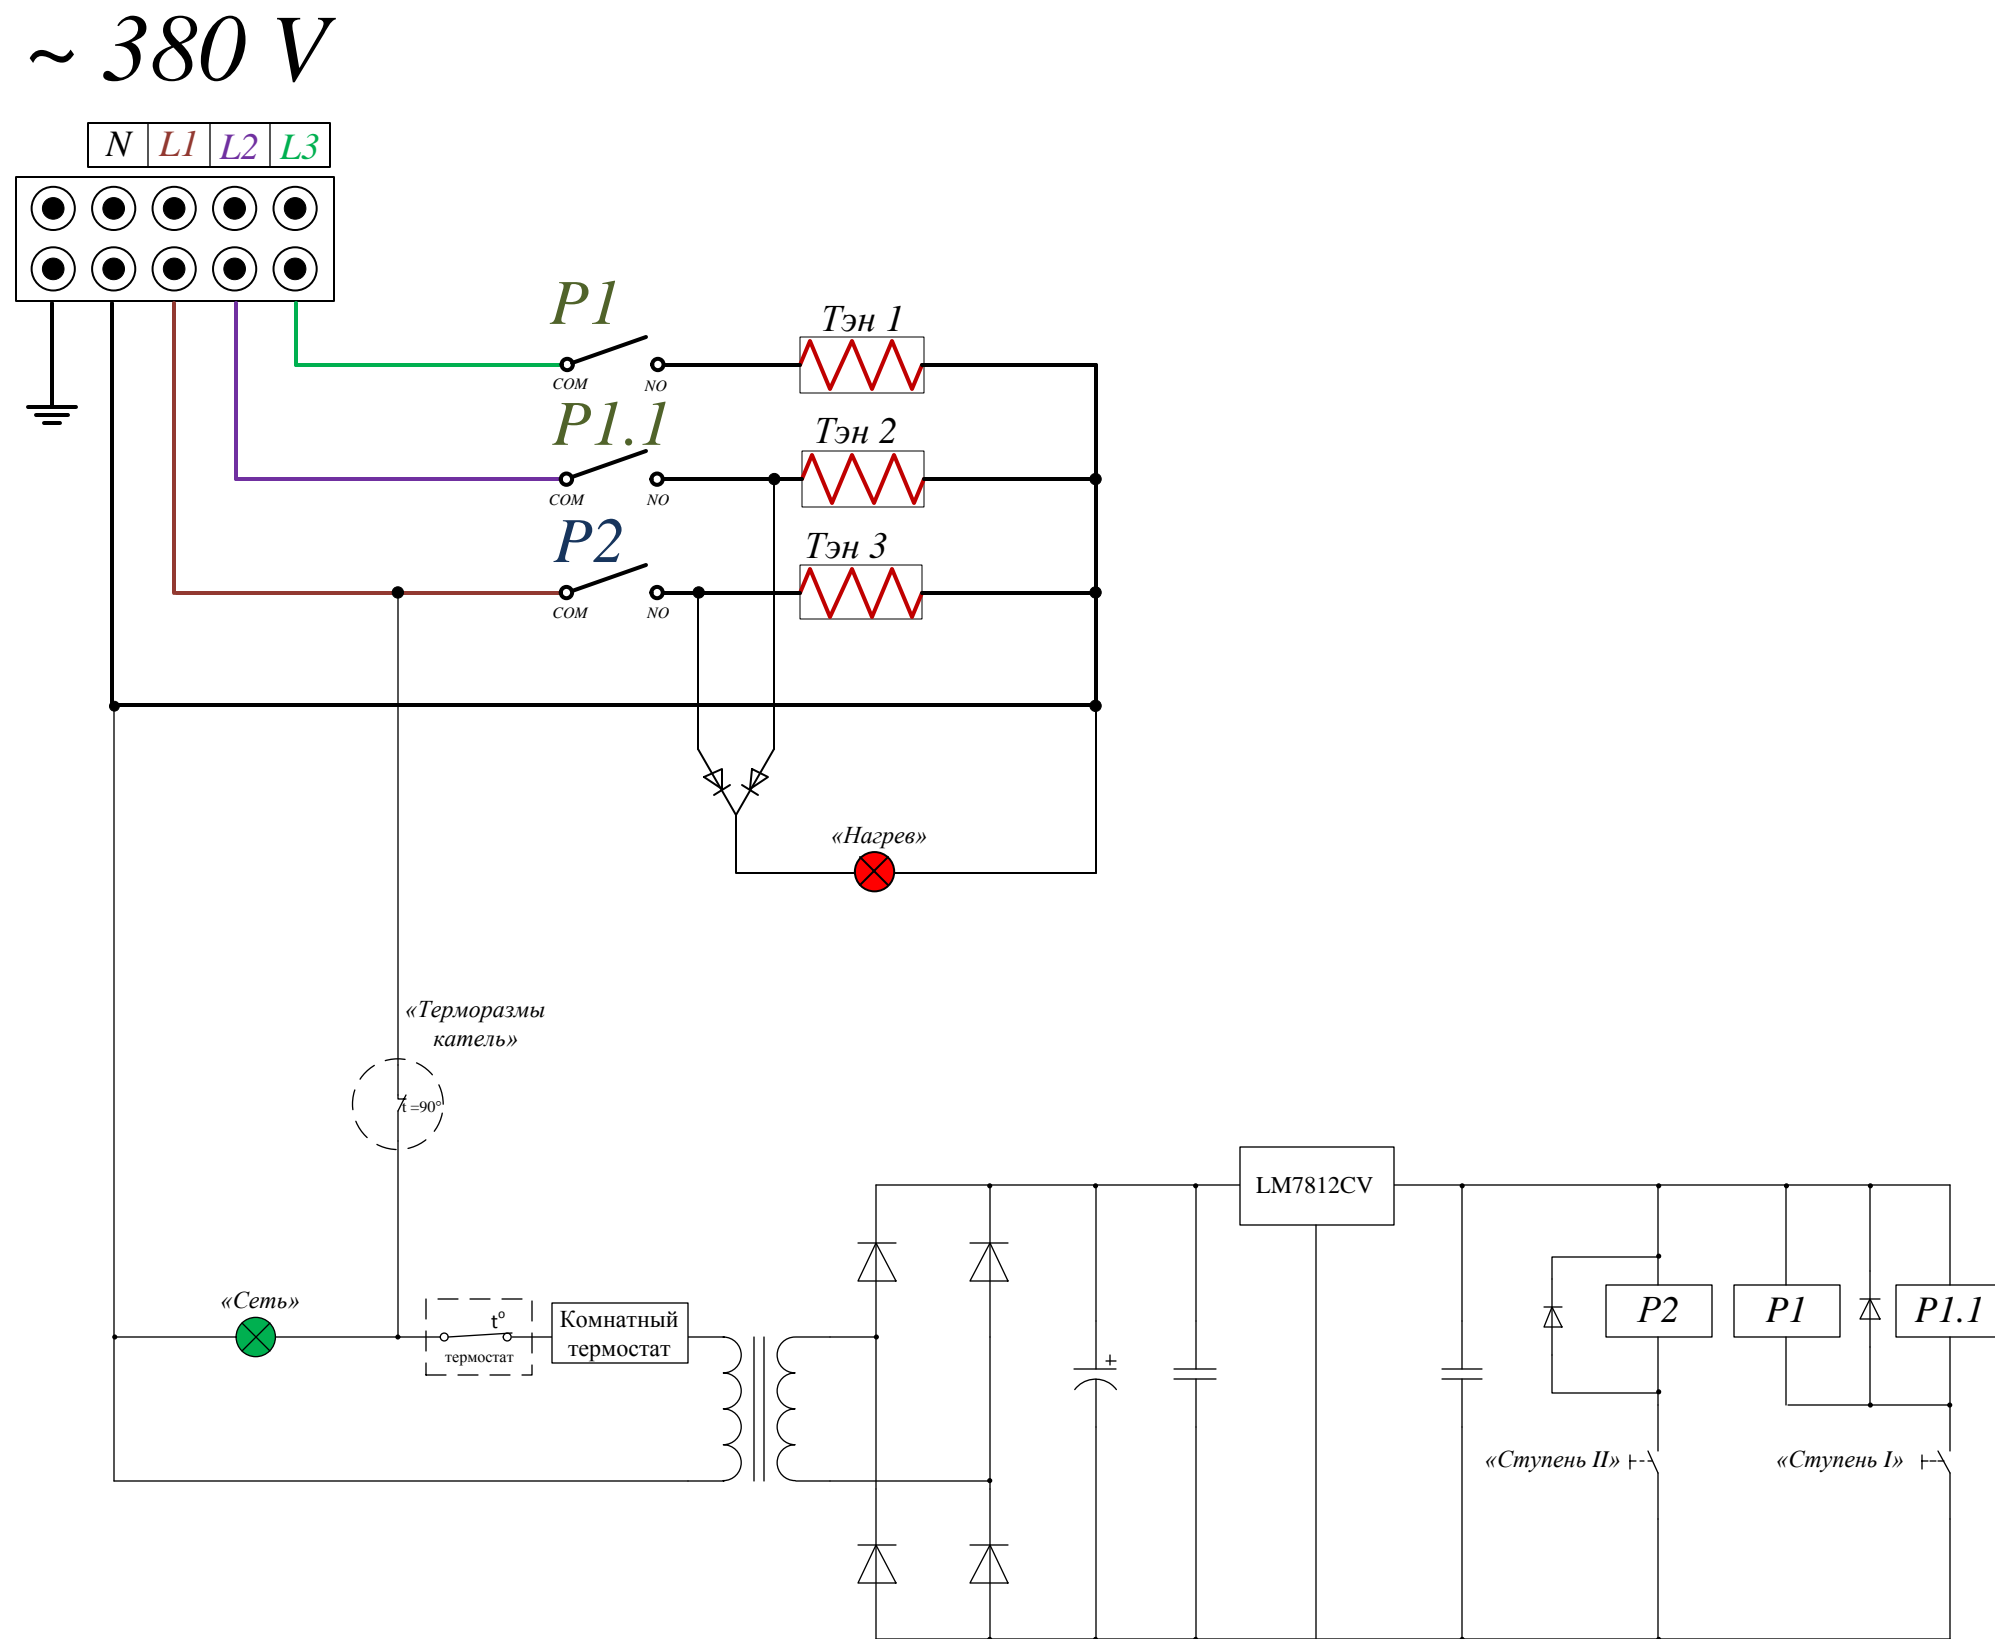 ~ 380 V
N L1 L2 L3
P1
Тэн 1
COM NO
P1.1
Тэн 2
COM NO
P2
Тэн 3
COM NO
«Нагрев»
«Терморазмы
катель»
t =90°
LM7812CV
«Сеть»
t°
термостат
Комнатный
термостат
+
P2 P1 P1.1
«Ступень II» «Ступень I»